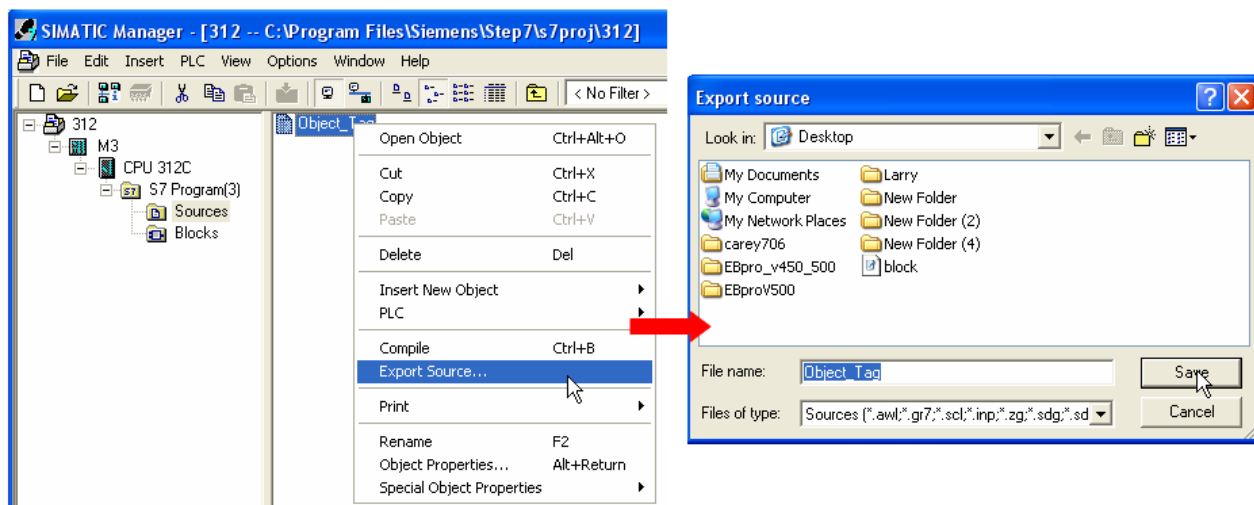 SIMATIC Manager - [312 -- C:\Program Files\Siemens\Step7\s7proj\312]
File Edit Insert PLC View Options Window Help
< No Filter >
312
M3
CPU 312C
S7 Program(3)
Sources
Blocks
Object_Tag
Open Object Ctrl+Alt+O
Cut Ctrl+X
Copy Ctrl+C
Paste Ctrl+V
Delete Del
Insert New Object
PLC
Compile Ctrl+B
Export Source...
Print
Rename F2
Object Properties... Alt+Return
Special Object Properties
Export source
Look in: Desktop
My Documents
My Computer
My Network Places
carey706
EBpro_v450_500
EBproV500
Larry
New Folder
New Folder (2)
New Folder (4)
block
File name: Object_Tag
Save
Files of type: Sources (*.awl;*.gr7;*.scl;*.inp;*.zg;*.sdg;*.sd
Cancel